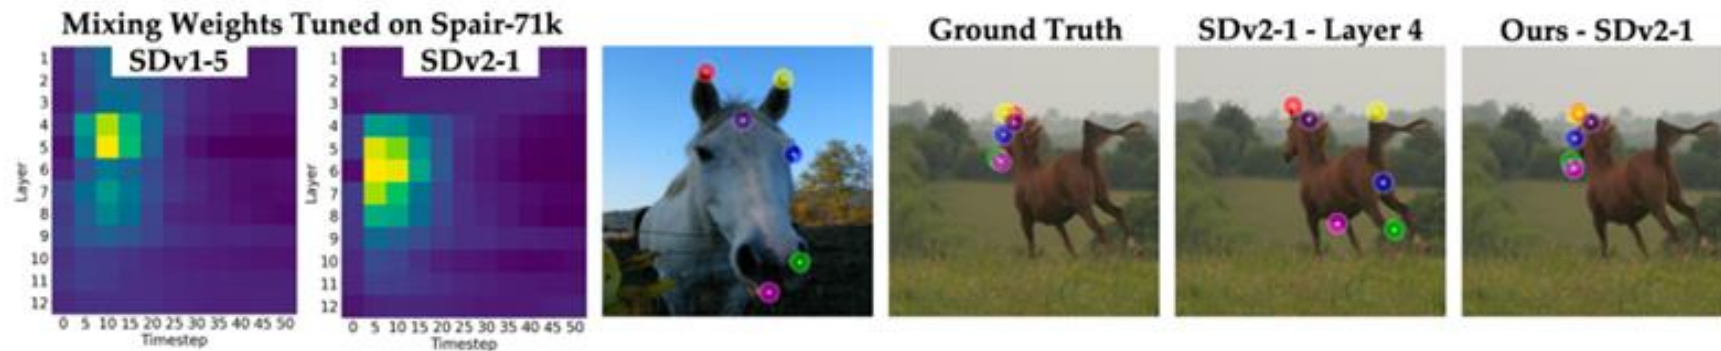 Mixing Weights Tuned on Spair-71k
SDv1-5
SDv2-1
Ground Truth
SDv2-1 - Layer 4
Ours - SDv2-1
Layer
1
2
3
4
5
6
7
8
9
10
11
12
0 5 10 15 20 25 30 35 40 45 50
Timestep
Layer
1
2
3
4
5
6
7
8
9
10
11
12
0 5 10 15 20 25 30 35 40 45 50
Timestep